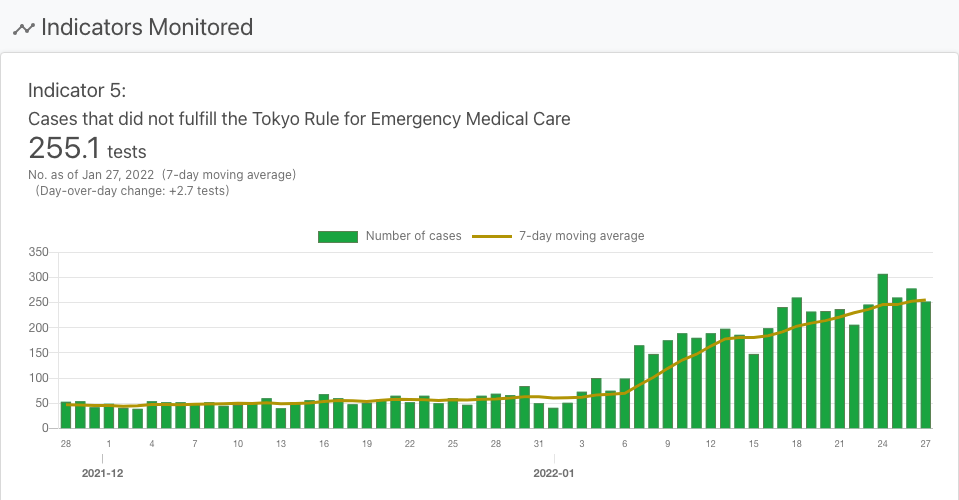 Indicators Monitored
Indicator 5:
Cases that did not fulfill the Tokyo Rule for Emergency Medical Care
255.1 tests
No. as of Jan 27, 2022 (7-day moving average)
(Day-over-day change: +2.7 tests)
Number of cases 7-day moving average
350
300
250
200
150
100
50
0
28 1 4 7 10 13 16 19 22 25 28 31 3 6 9 12 15 18 21 24 27
2021-12 2022-01